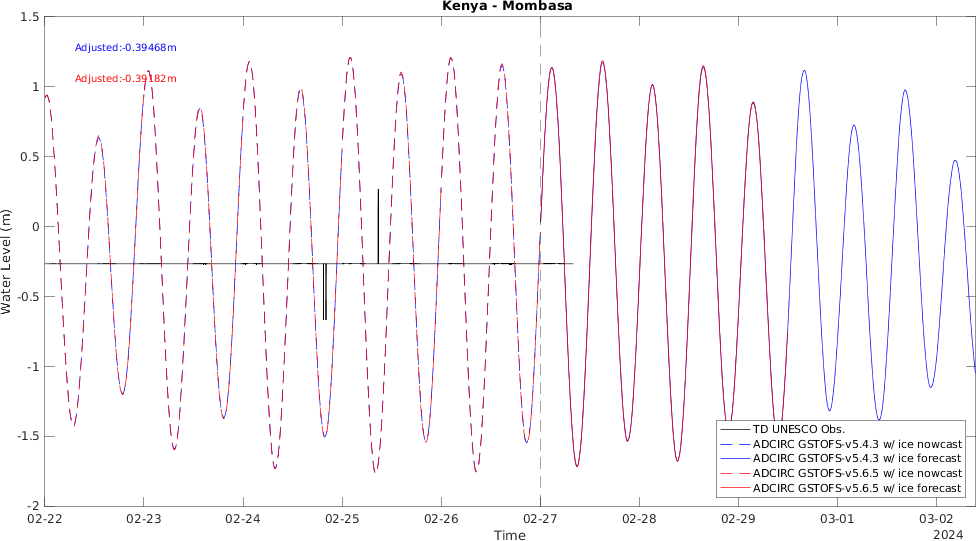 Kenya - Mombasa
Adjusted:-0.39468m
Adjusted:-0.39182m
Water Level (m)
1.5
1
0.5
0
-0.5
-1
-1.5
-2
TD UNESCO Obs.
ADCIRC GSTOFS-v5.4.3 w/ ice nowcast
ADCIRC GSTOFS-v5.4.3 w/ ice forecast
ADCIRC GSTOFS-v5.6.5 w/ ice nowcast
ADCIRC GSTOFS-v5.6.5 w/ ice forecast
02-22 02-23 02-24 02-25 02-26 02-27 02-28 02-29 03-01 03-02
Time
2024